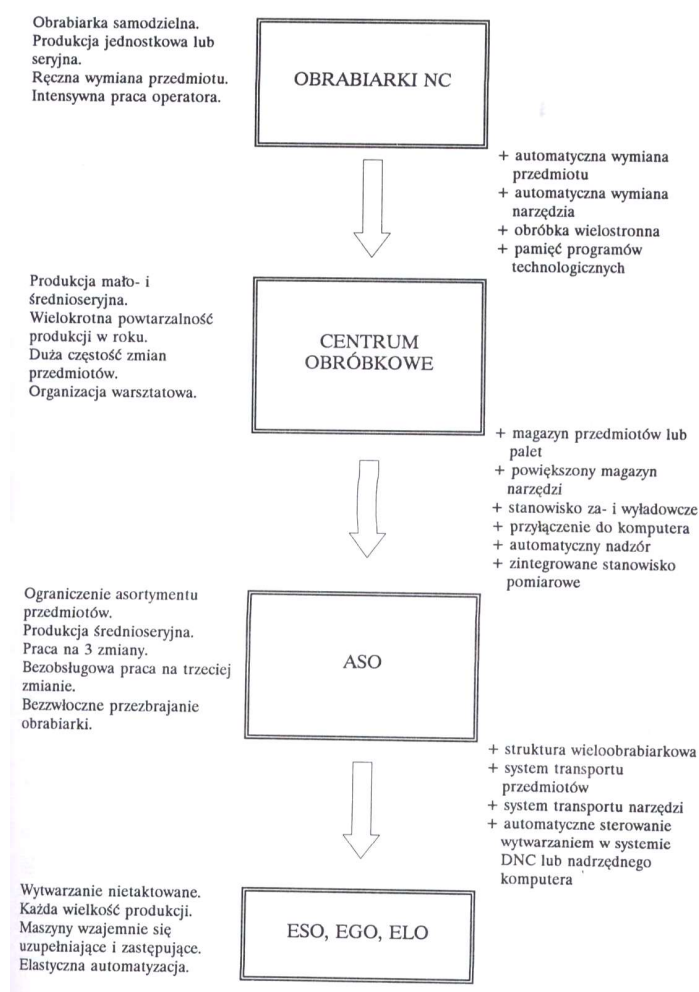 Obrabiarka samodzielna.
Produkcja jednostkowa lub
seryjna.
Ręczna wymiana przedmiotu.
Intensywna praca operatora.
OBRABIARKI NC
+ automatyczna wymiana
przedmiotu
+ automatyczna wymiana
narzędzia
+ obróbka wielostronna
+ pamięć programów
technologicznych
Produkcja mało- i
średnioseryjna.
Wielokrotna powtarzalność
produkcji w roku.
Duża częstość zmian
przedmiotów.
Organizacja warsztatowa.
CENTRUM
OBRÓBKOWE
+ magazyn przedmiotów lub
palet
+ powiększony magazyn
narzędzi
+ stanowisko za- i wyładowcze
+ przyłączenie do komputera
+ automatyczny nadzór
+ zintegrowane stanowisko
pomiarowe
Ograniczenie asortymentu
przedmiotów.
Produkcja średnioseryjna.
Praca na 3 zmiany.
Bezobsługowa praca na trzeciej
zmianie.
Bezzwłoczne przezbrajanie
obrabiarki.
ASO
+ struktura wieloobrabiarkowa
+ system transportu
przedmiotów
+ system transportu narzędzi
+ automatyczne sterowanie
wytwarzaniem w systemie
DNC lub nadrzędnego
komputera
Wytwarzanie nietaktowane.
Każda wielkość produkcji.
Maszyny wzajemnie się
uzupełniające i zastępujące.
Elastyczna automatyzacja.
ESO, EGO, ELO